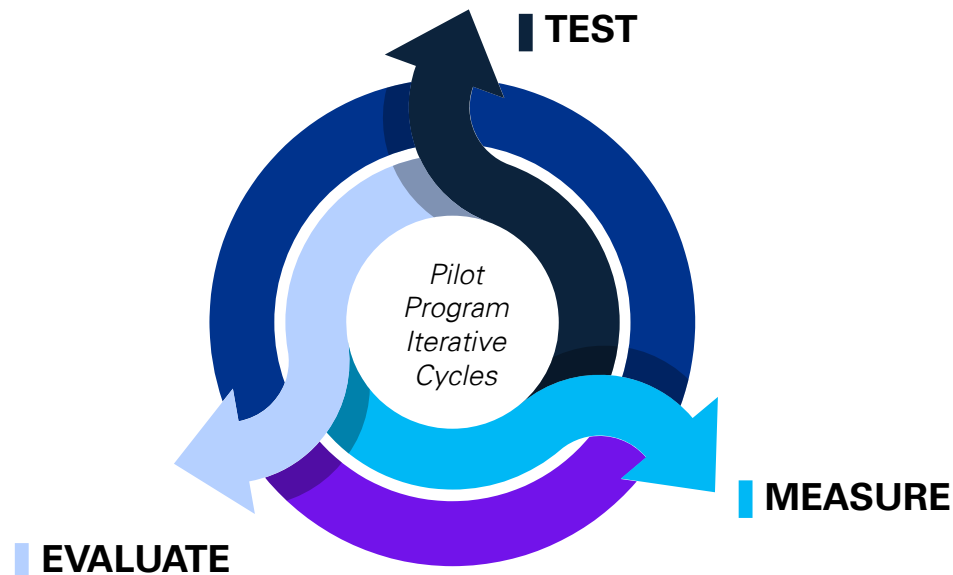 TEST
Pilot
Program
Iterative
Cycles
MEASURE
EVALUATE